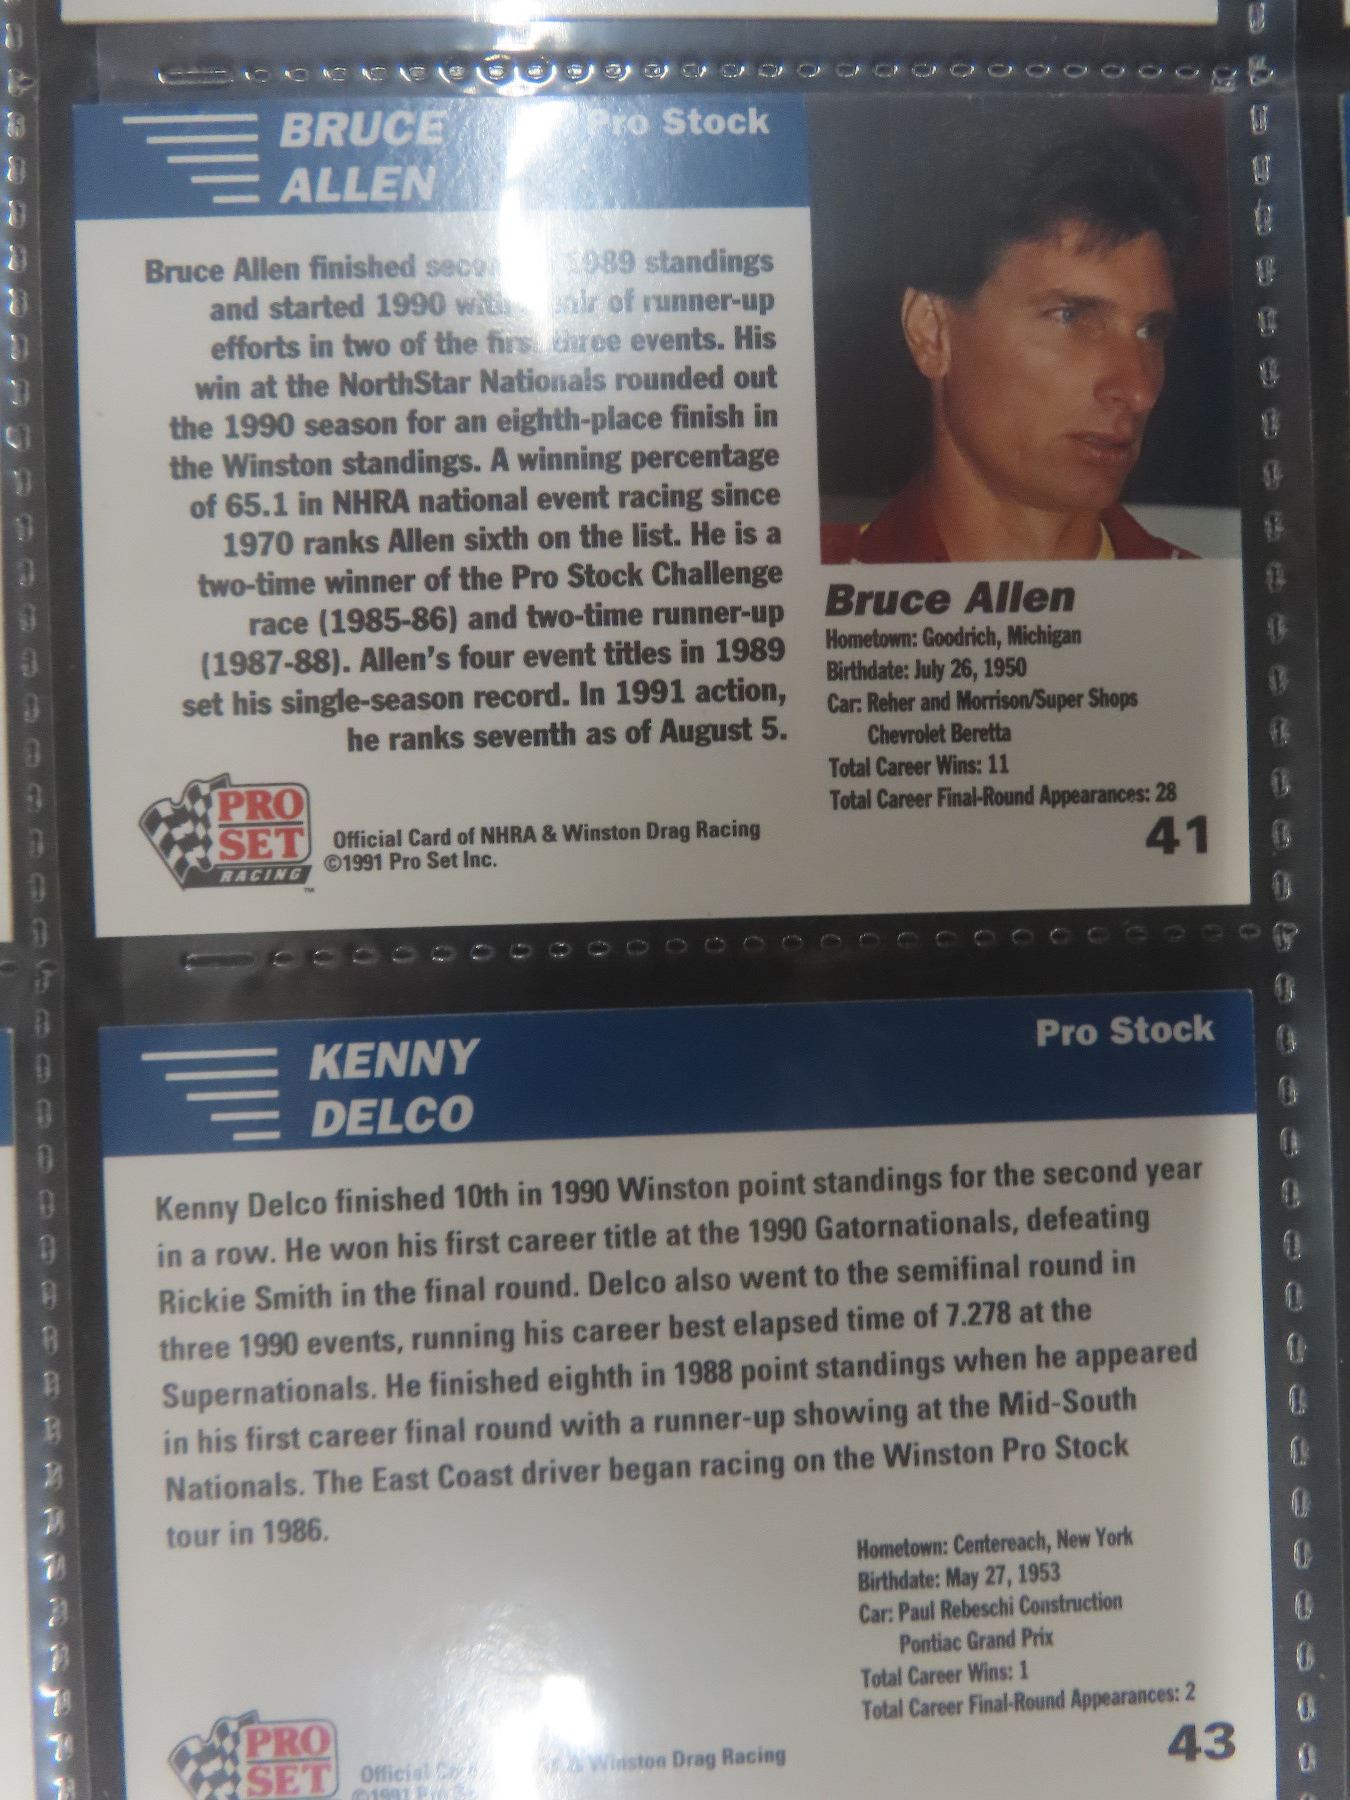 BRUCE
ALLEN
Pro Stock
Bruce Allen finished 1989 standings
and started 1990 of runner-up
efforts in two of the first three events. His
win at the NorthStar Nationals rounded out
the 1990 season for an eighth-place finish in
the Winston standings. A winning percentage
of 65.1 in NHRA national event racing since
1970 ranks Allen sixth on the list. He is a
two-time winner of the Pro Stock Challenge
race (1985-86) and two-time runner-up
(1987-88). Allen's four event titles in 1989
set his single-season record. In 1991 action,
he ranks seventh as of August 5.
Bruce Allen
Hometown: Goodrich, Michigan
Birthdate: July 26, 1950
Car: Reher and Morrison/Super Shops
Chevrolet Beretta
Total Career Wins: 11
Total Career Final-Round Appearances: 28
41
PRO
SET
RACING™
Official Card of NHRA & Winston Drag Racing
©1991 Pro Set Inc.
KENNY
DELCO
Pro Stock
Kenny Delco finished 10th in 1990 Winston point standings for the second year
in a row. He won his first career title at the 1990 Gatornationals, defeating
Rickie Smith in the final round. Delco also went to the semifinal round in
three 1990 events, running his career best elapsed time of 7.278 at the
Supernationals. He finished eighth in 1988 point standings when he appeared
in his first career final round with a runner-up showing at the Mid-South
Nationals. The East Coast driver began racing on the Winston Pro Stock
tour in 1986.
Hometown: Centereach, New York
Birthdate: May 27, 1953
Car: Paul Rebeschi Construction
Pontiac Grand Prix
Total Career Wins: 1
Total Career Final-Round Appearances: 2
43
PRO
SET
Official & Winston Drag Racing
©1991 Pro